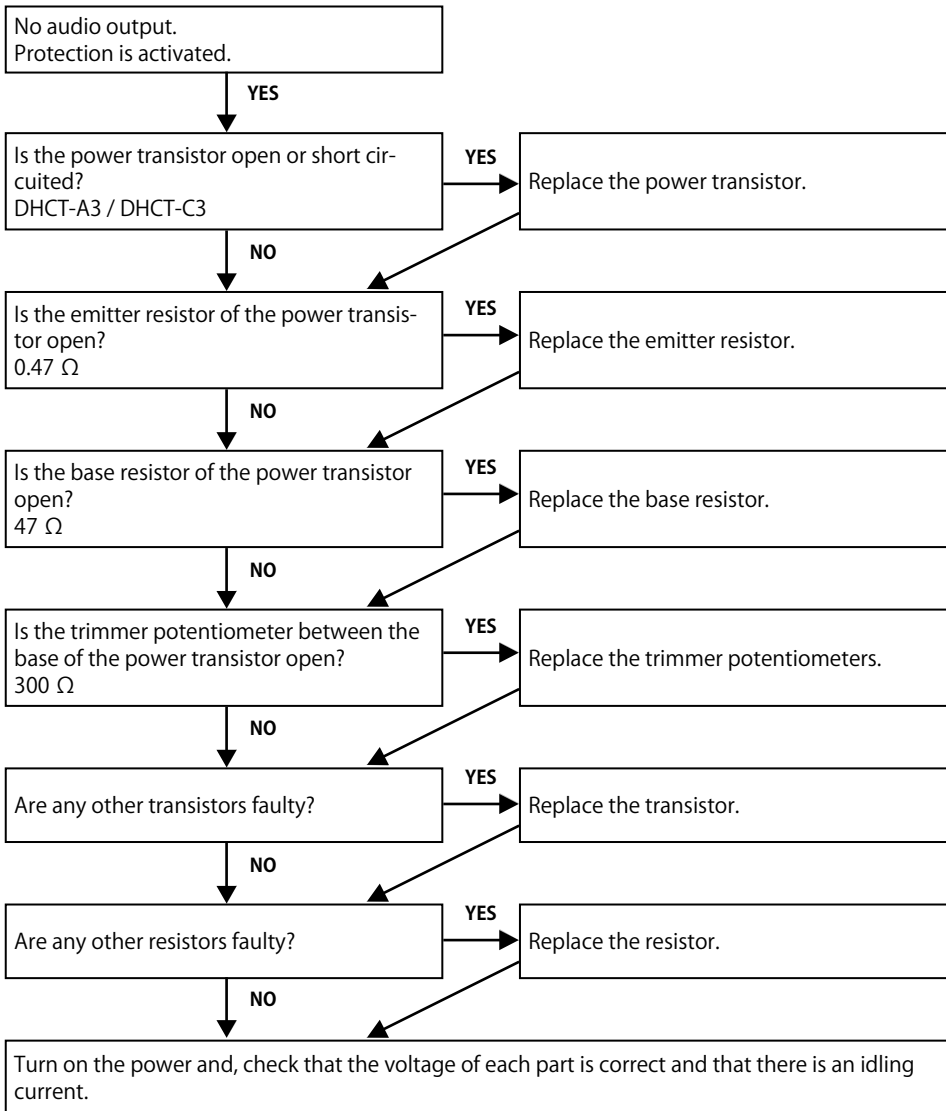 No audio output.
Protection is activated.
YES
Is the power transistor open or short cir-
cuited?
DHCT-A3 / DHCT-C3
YES
Replace the power transistor.
NO
Is the emitter resistor of the power transis-
tor open?
0.47 Ω
YES
Replace the emitter resistor.
NO
Is the base resistor of the power transistor
open?
47 Ω
YES
Replace the base resistor.
NO
Is the trimmer potentiometer between the
base of the power transistor open?
300 Ω
YES
Replace the trimmer potentiometers.
NO
Are any other transistors faulty?
YES
Replace the transistor.
NO
Are any other resistors faulty?
YES
Replace the resistor.
NO
Turn on the power and, check that the voltage of each part is correct and that there is an idling
current.